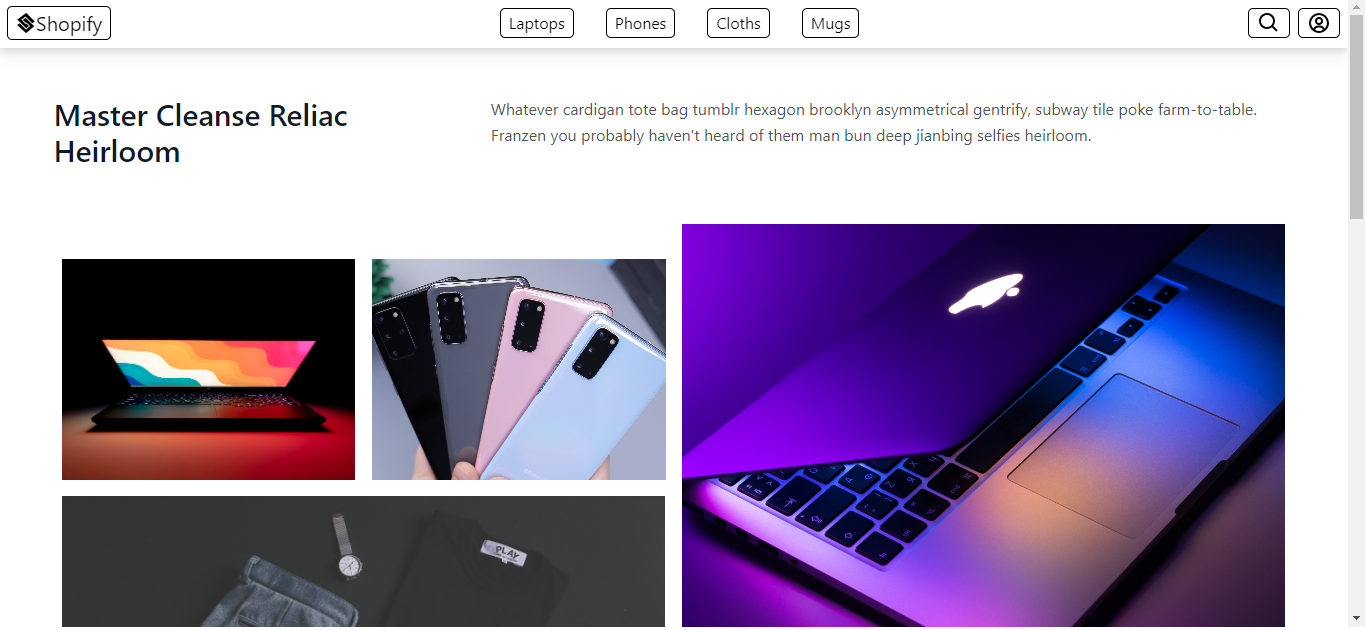 Shopify
Laptops
Phones
Cloths
Mugs
Master Cleanse Reliac
Heirloom
Whatever cardigan tote bag tumblr hexagon brooklyn asymmetrical gentrify, subway tile poke farm-to-table.
Franzen you probably haven't heard of them man bun deep jianbing selfies heirloom.
PLAY